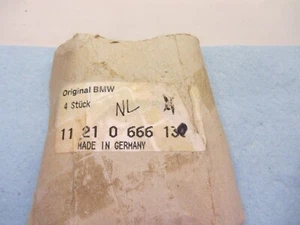 Original BMW
4 Stück
NL
11 21 0 666 13
MADE IN GERMANY